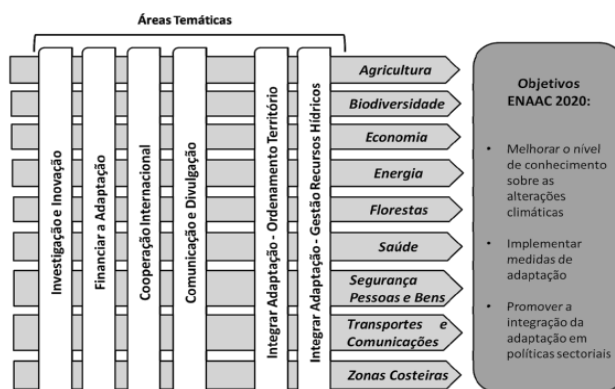 Áreas Temáticas
Investigação e Inovação
Financiar a Adaptação
Cooperação Internacional
Comunicação e Divulgação
Integrar Adaptação - Ordenamento Território
Integrar Adaptação - Gestão Recursos Hídricos
Agricultura
Biodiversidade
Economia
Energia
Florestas
Saúde
Segurança
Pessoas e Bens
Transportes e
Comunicações
Zonas Costeiras
Objetivos
ENAAC 2020:
• Melhorar o nível
de conhecimento
sobre as
alterações
climáticas
• Implementar
medidas de
adaptação
• Promover a
integração da
adaptação em
políticas sectoriais